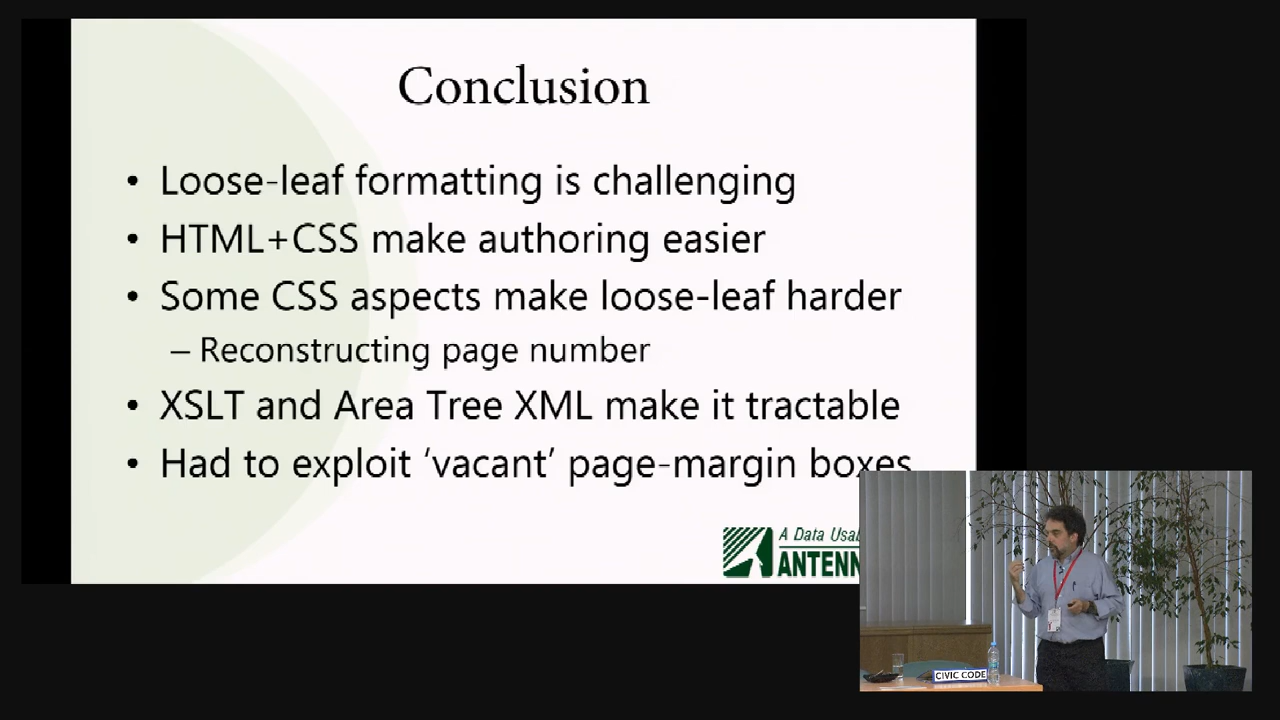 Conclusion
• Loose-leaf formatting is challenging
• HTML+CSS make authoring easier
• Some CSS aspects make loose-leaf harder
– Reconstructing page number
• XSLT and Area Tree XML make it tractable
• Had to exploit ‘vacant’ page-margin boxes
A Data Usab
ANTENN
CIVIC CODE